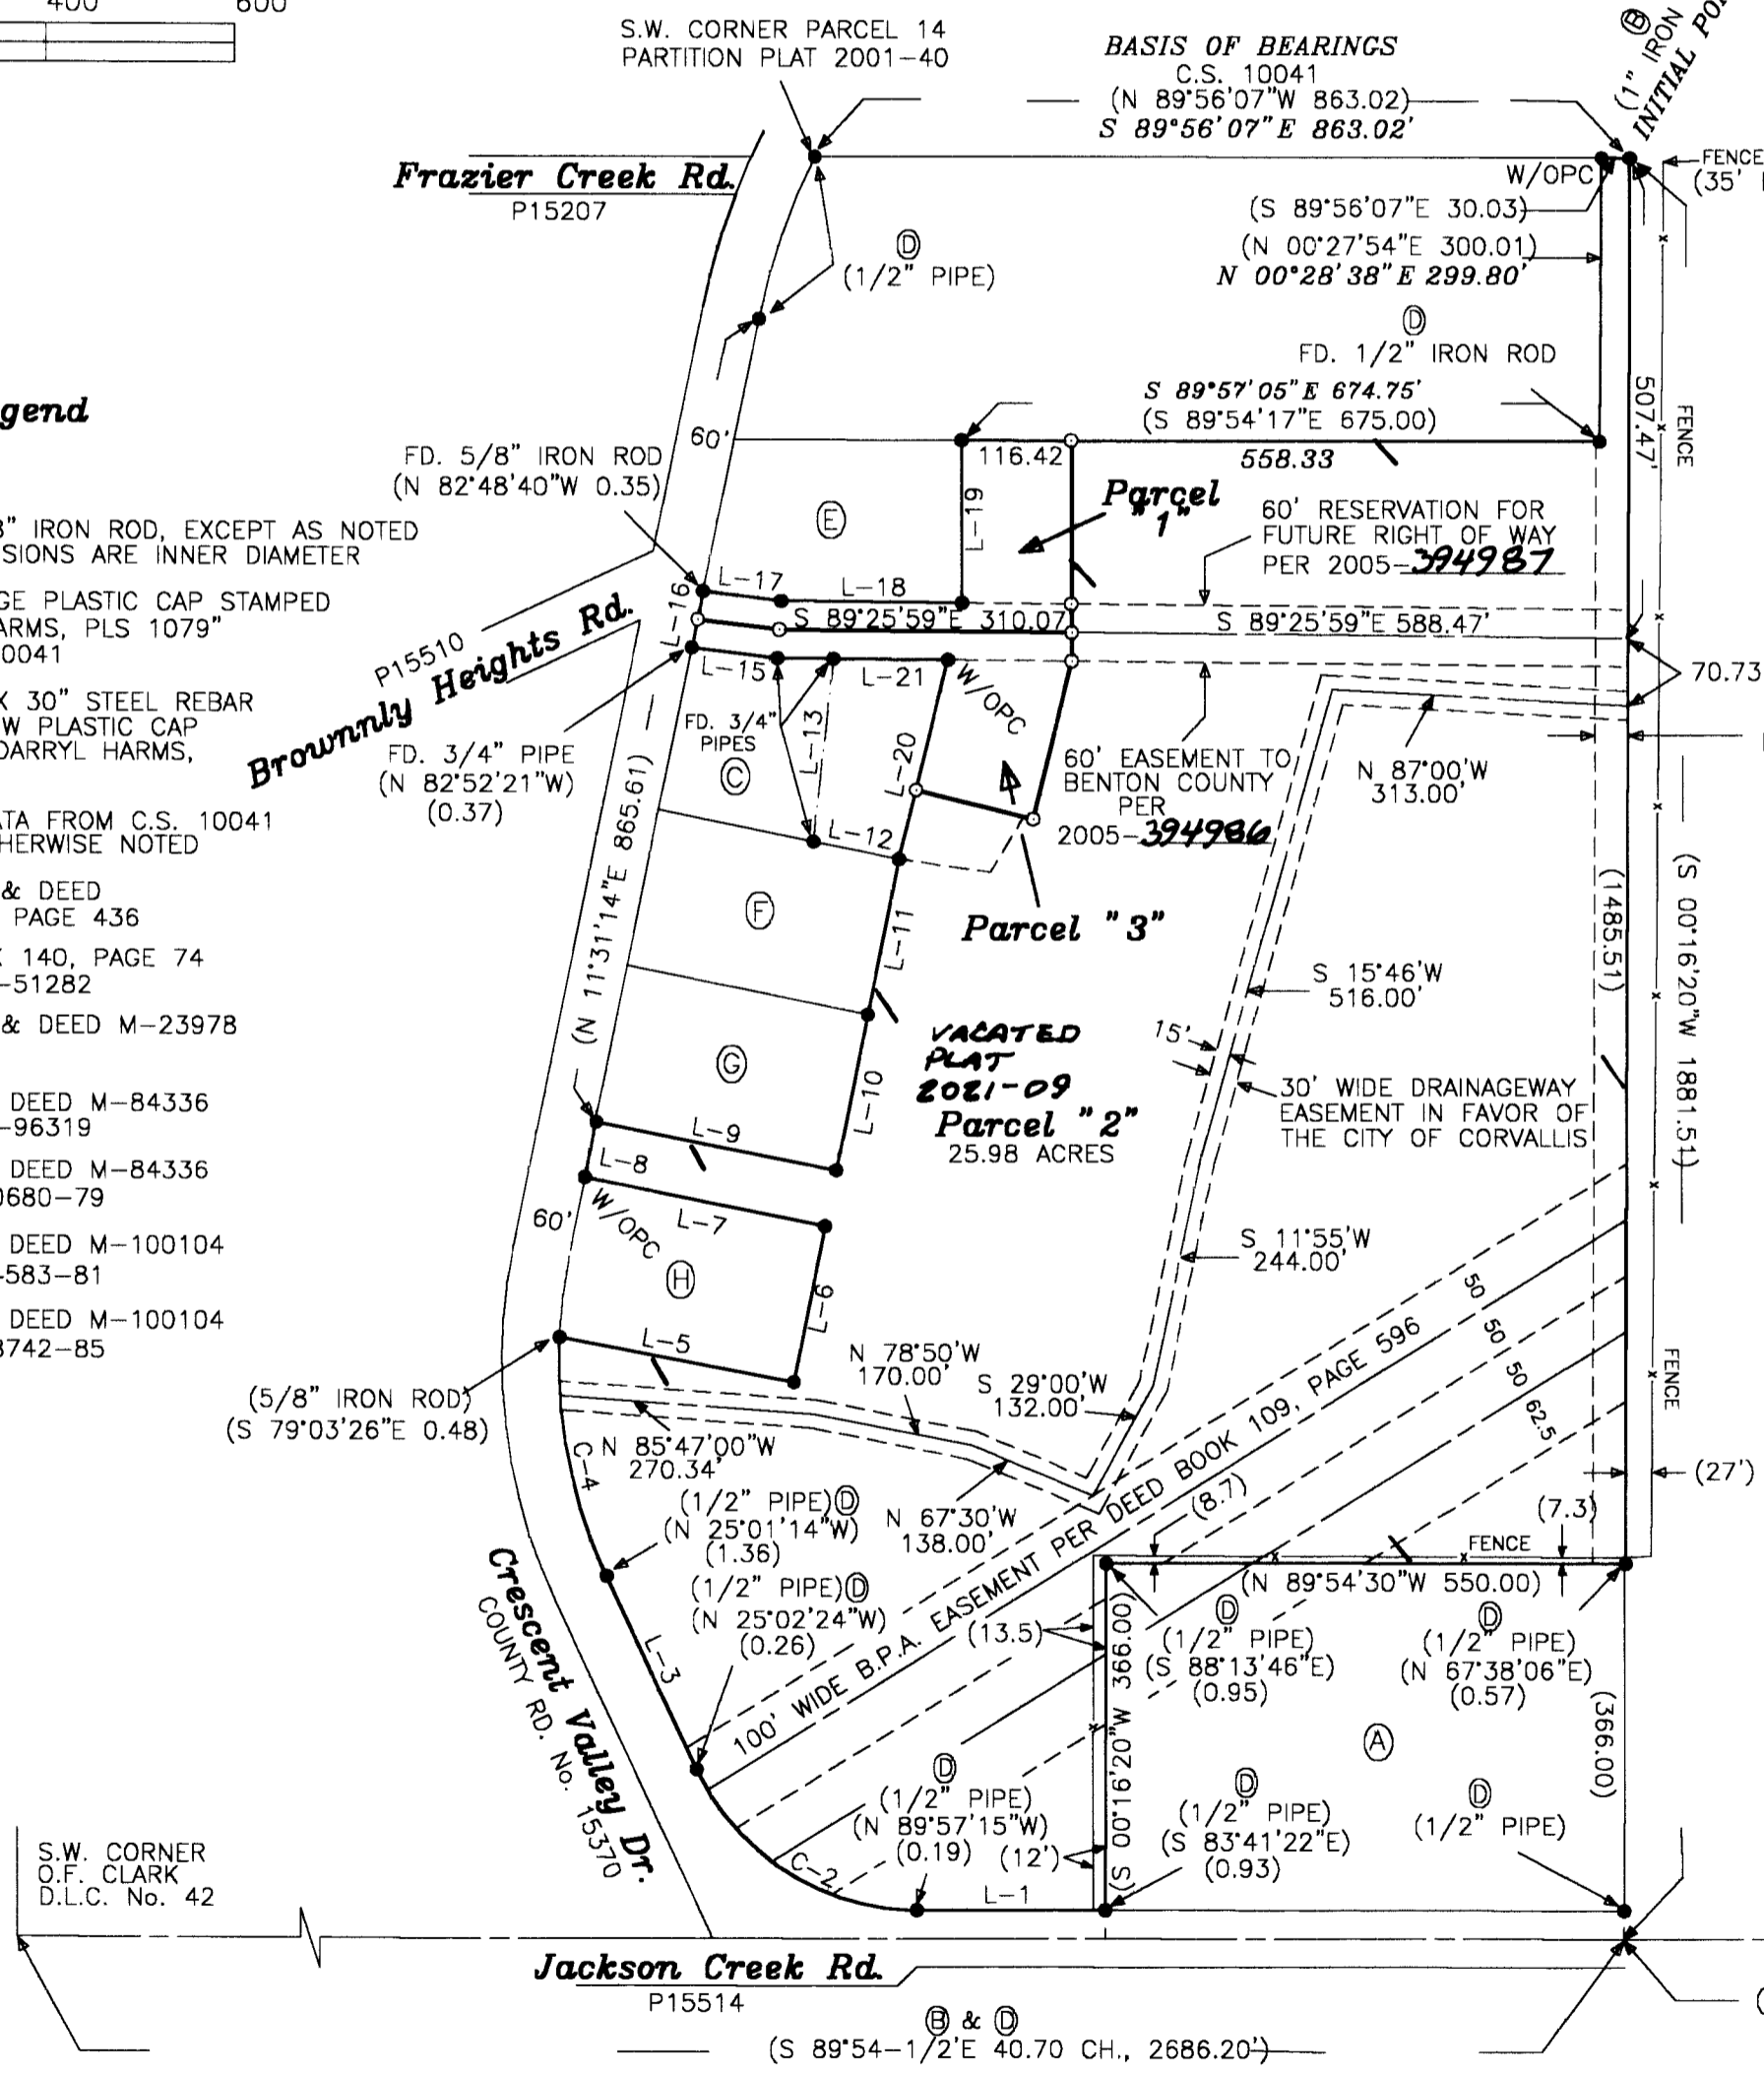 400 600
S.W. CORNER PARCEL 14
PARTITION PLAT 2001-40
BASIS OF BEARINGS
C.S. 10041
(N 89°56'07"W 863.02)
S 89°56'07"E 863.02'
Ⓑ
(1" IRON
INITIAL
Frazier Creek Rd.
P15207
W/OPC
FENCE
(35'
(S 89°56'07"E 30.03)
(N 00°27'54"E 300.01)
N 00°28'38"E 299.80'
Ⓓ
(1/2" PIPE)
Ⓓ
FD. 1/2" IRON ROD
S 89°57'05"E 674.75'
(S 89°54'17"E 675.00)
507.47'
FENCE
gend
60'
116.42
558.33
FD. 5/8" IRON ROD
(N 82°48'40"W 0.35)
Ⓔ
L-19
Parcel
"1"
60' RESERVATION FOR
FUTURE RIGHT OF WAY
PER 2005-394987
" IRON ROD, EXCEPT AS NOTED
SIONS ARE INNER DIAMETER
GE PLASTIC CAP STAMPED
ARMS, PLS 1079"
0041
X 30" STEEL REBAR
W PLASTIC CAP
DARRYL HARMS,
ATA FROM C.S. 10041
HERWISE NOTED
& DEED
PAGE 436
140, PAGE 74
-51282
& DEED M-23978
DEED M-84336
-96319
DEED M-84336
0680-79
DEED M-100104
-583-81
DEED M-100104
8742-85
L-16
L-17
L-18
S 89°25'59"E 310.07
S 89°25'59"E 588.47'
P15510
Brownnly Heights Rd.
L-15
L-21
W/OPC
70.73
FD. 3/4"
PIPES
L-13
Ⓒ
L-20
FD. 3/4" PIPE
(N 82°52'21"W)
(0.37)
60' EASEMENT TO
BENTON COUNTY
PER
2005-394986
N 87°00'W
313.00'
L-12
(N 11°31'14"E 865.61)
Ⓕ
L-11
Parcel "3"
(1485.51)
(S 00°16'20"W 1881.51)
S 15°46'W
516.00'
15'
Ⓖ
VACATED
PLAT
2021-09
Parcel "2"
25.98 ACRES
L-10
30' WIDE DRAINAGEWAY
EASEMENT IN FAVOR OF
THE CITY OF CORVALLIS
L-9
L-8
L-7
60'
W/OPC
Ⓗ
L-6
S 11°55'W
244.00'
L-5
50
50
50
62.5
N 78°50'W
170.00'
S 29°00'W
132.00'
FENCE
(5/8" IRON ROD)
(S 79°03'26"E 0.48)
C-4
N 85°47'00"W
270.34'
(27')
(1/2" PIPE)Ⓓ
(N 25°01'14"W)
(1.36)
N 67°30'W
138.00'
100' WIDE B.P.A. EASEMENT PER DEED BOOK 109, PAGE 596
(8.7)
(7.3)
FENCE
(N 89°54'30"W 550.00)
(1/2" PIPE)Ⓓ
(N 25°02'24"W)
(0.26)
Crescent Valley Dr.
COUNTY RD. No. 15370
L-3
(13.5)
(S 00°16'20"W 366.00)
Ⓓ
(1/2" PIPE)
(S 88°13'46"E)
(0.95)
Ⓓ
(1/2" PIPE)
(N 67°38'06"E)
(0.57)
(366.00)
Ⓐ
Ⓓ
(1/2" PIPE)
(N 89°57'15"W)
(0.19)
(12')
Ⓓ
(1/2" PIPE)
(S 83°41'22"E)
(0.93)
Ⓓ
(1/2" PIPE)
C-2
L-1
S.W. CORNER
O.F. CLARK
D.L.C. No. 42
Jackson Creek Rd.
P15514
Ⓑ & Ⓓ
(S 89°54-1/2'E 40.70 CH., 2686.20')